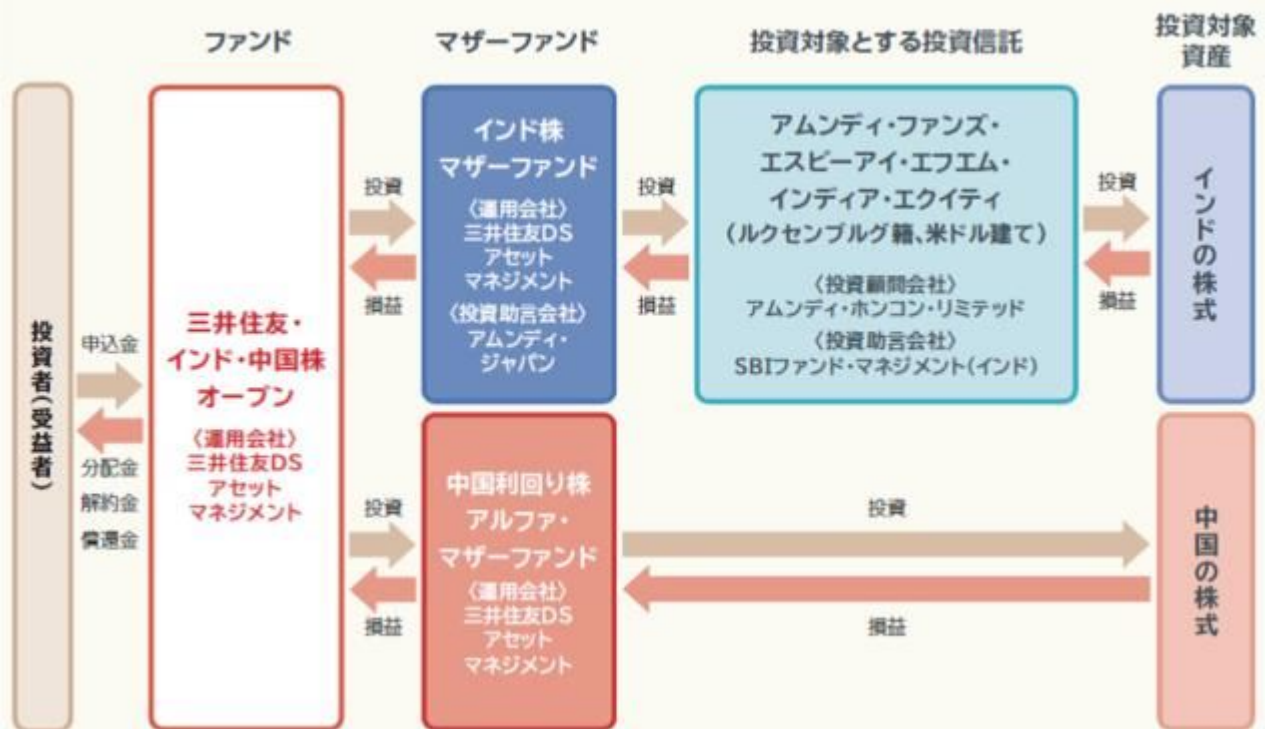 ファンド
マザーファンド
投資対象とする投資信託
投資対象
資産
投資者(受益者)
申込金
分配金
解約金
償還金
三井住友・
インド・中国株
オープン
〈運用会社〉
三井住友DS
アセット
マネジメント
投資
損益
インド株
マザーファンド
〈運用会社〉
三井住友DS
アセット
マネジメント
〈投資助言会社〉
アムンディ・
ジャパン
投資
損益
アムンディ・ファンズ・
エスビーアイ・エフエム・
インディア・エクイティ
(ルクセンブルグ籍、米ドル建て)
〈投資顧問会社〉
アムンディ・ホンコン・リミテッド
〈投資助言会社〉
SBIファンド・マネジメント(インド)
投資
損益
インドの株式
投資
損益
中国利回り株
アルファ・
マザーファンド
〈運用会社〉
三井住友DS
アセット
マネジメント
投資
損益
中国の株式